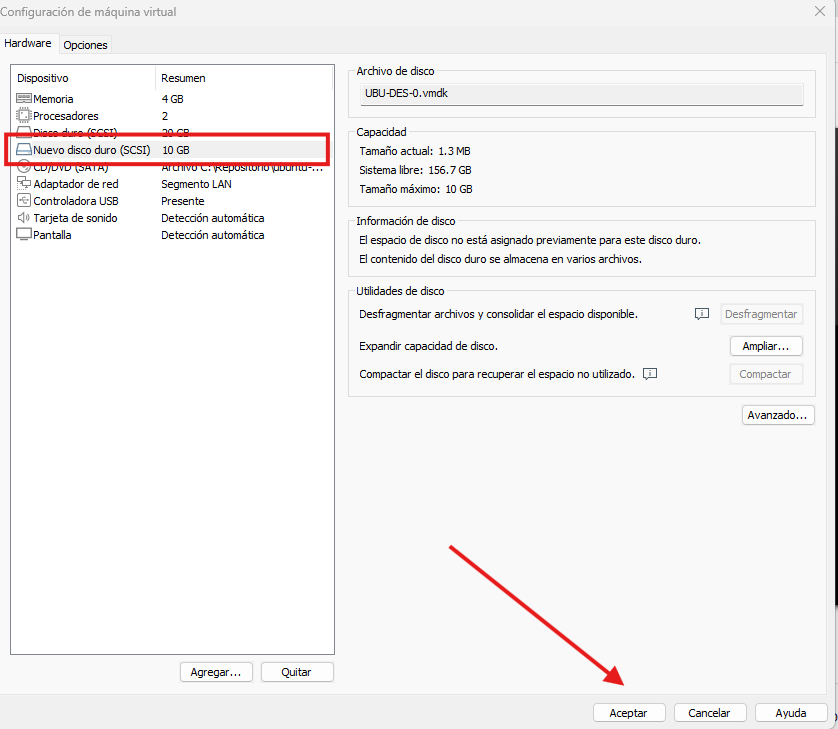 Configuración de máquina virtual
Hardware Opciones
Dispositivo Resumen
Memoria 4 GB
Procesadores 2
Disco duro (SCSI) 20 GB
Nuevo disco duro (SCSI) 10 GB
CD/DVD (SATA) Archivo C:\Repositorio\ubuntu-...
Adaptador de red Segmento LAN
Controladora USB Presente
Tarjeta de sonido Detección automática
Pantalla Detección automática
Agregar... Quitar
Archivo de disco
UBU-DES-0.vmdk
Capacidad
Tamaño actual: 1.3 MB
Sistema libre: 156.7 GB
Tamaño máximo: 10 GB
Información de disco
El espacio de disco no está asignado previamente para este disco duro.
El contenido del disco duro se almacena en varios archivos.
Utilidades de disco
Desfragmentar archivos y consolidar el espacio disponible. Desfragmentar
Expandir capacidad de disco. Ampliar...
Compactar el disco para recuperar el espacio no utilizado. Compactar
Avanzado...
Aceptar Cancelar Ayuda